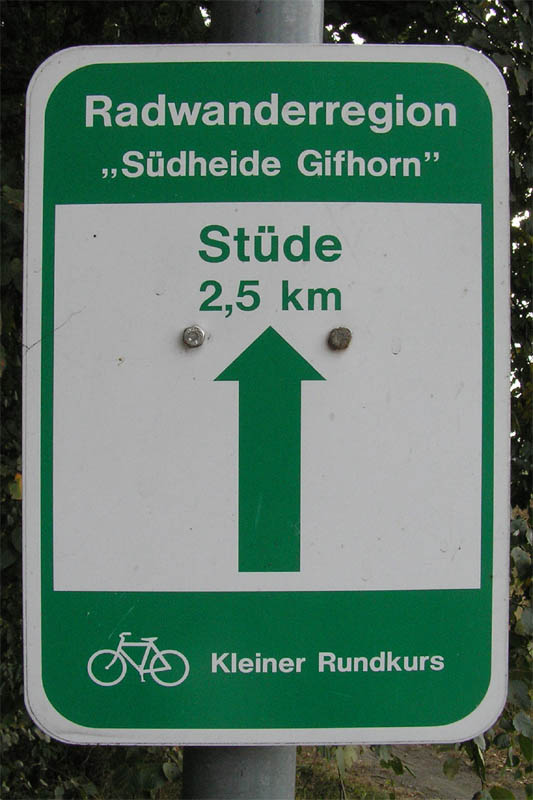 Radwanderregion
„Südheide Gifhorn”
Stüde
2,5 km
Kleiner Rundkurs